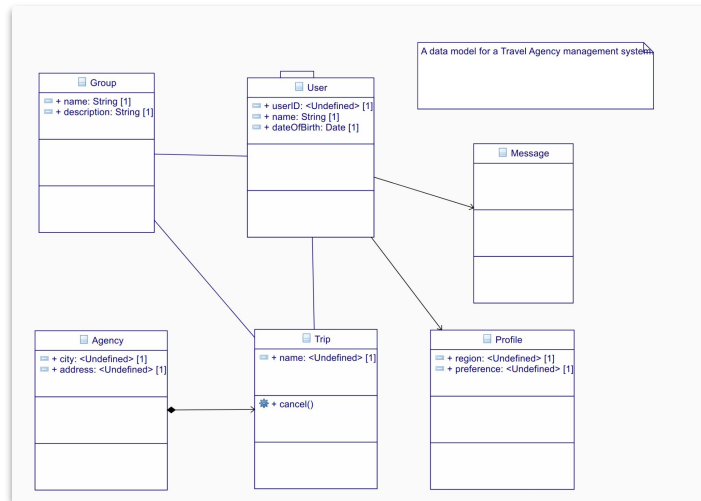 A data model for a Travel Agency management system.
Group
+ name: String [1]
+ description: String [1]
User
+ userID: <Undefined> [1]
+ name: String [1]
+ dateOfBirth: Date [1]
Message
Agency
+ city: <Undefined> [1]
+ address: <Undefined> [1]
Trip
+ name: <Undefined> [1]
+ cancel()
Profile
+ region: <Undefined> [1]
+ preference: <Undefined> [1]